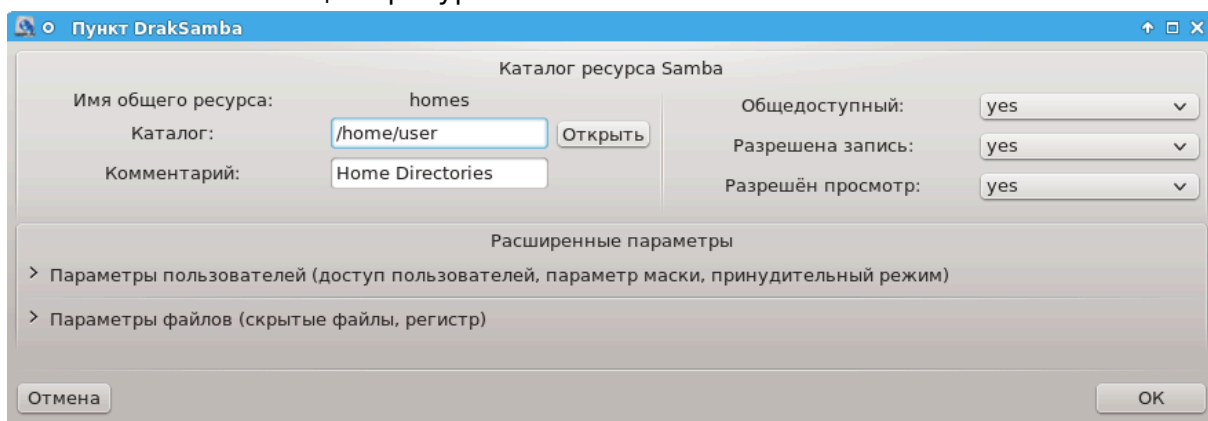 Пункт DrakSamba
Каталог ресурса Samba
Имя общего ресурса: homes
Каталог: /home/user Открыть
Комментарий: Home Directories
Общедоступный: yes
Разрешена запись: yes
Разрешён просмотр: yes
Расширенные параметры
> Параметры пользователей (доступ пользователей, параметр маски, принудительный режим)
> Параметры файлов (скрытые файлы, регистр)
Отмена OK